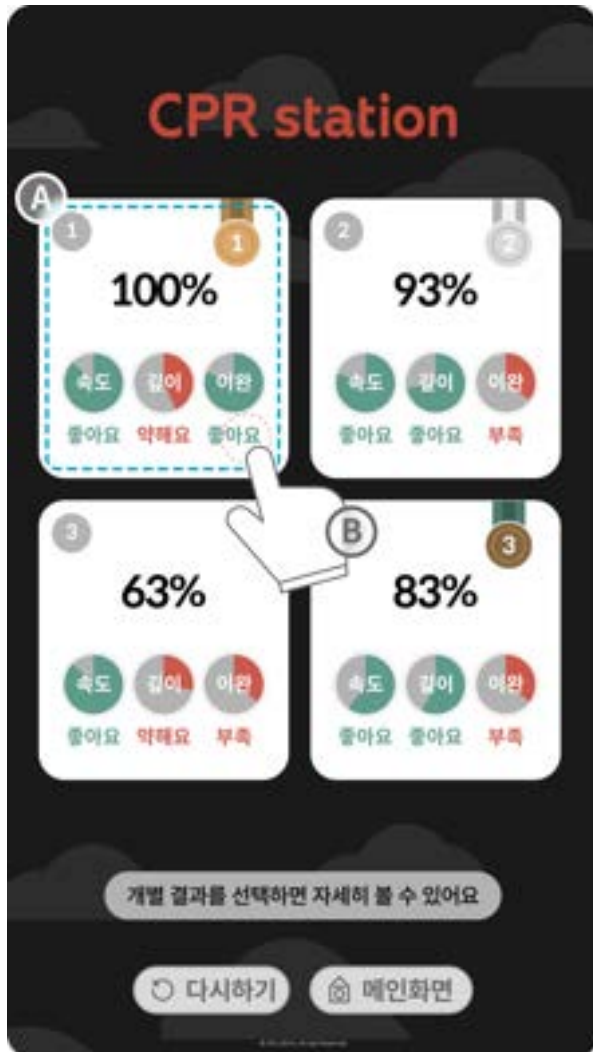 CPR station
A
1
1
100%
속도 깊이 이완
좋아요 약해요 좋아요
2
2
93%
속도 깊이 이완
좋아요 좋아요 부족
B
3
63%
속도 깊이 이완
좋아요 약해요 부족
3
83%
속도 깊이 이완
좋아요 좋아요 부족
개별 결과를 선택하면 자세히 볼 수 있어요
다시하기 메인화면